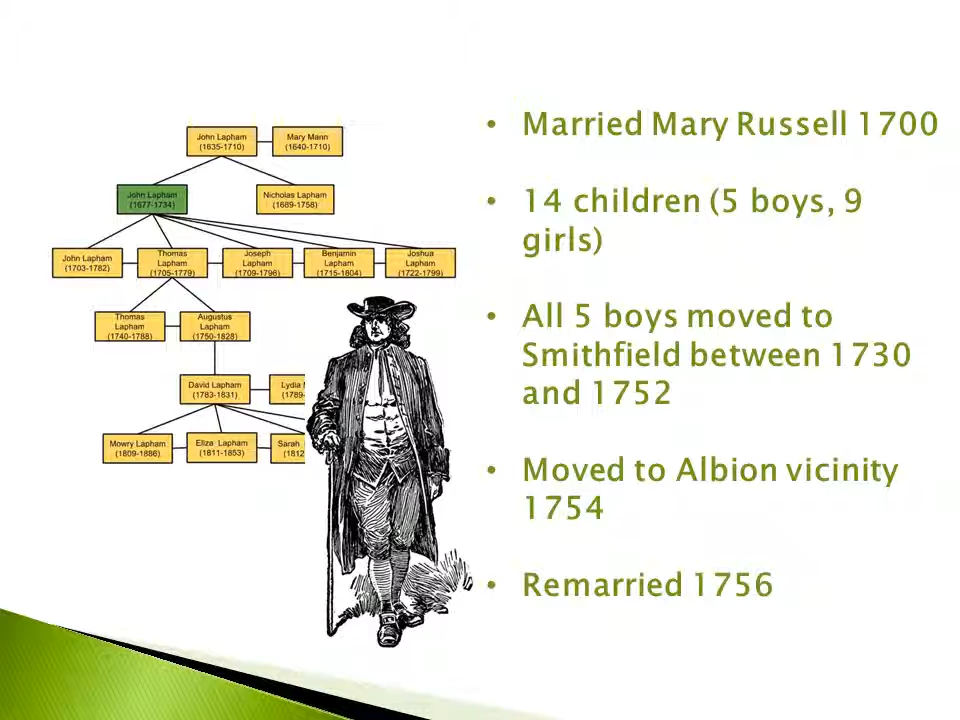 John Lapham
(1635-1710)
Mary Mann
(1640-1710)
John Lapham
(1677-1734)
Nicholas Lapham
(1689-1758)
John Lapham
(1703-1782)
Thomas
Lapham
(1705-1779)
Joseph
Lapham
(1709-1796)
Benjamin
Lapham
(1715-1804)
Joshua
Lapham
(1722-1799)
Thomas
Lapham
(1740-1788)
Augustus
Lapham
(1750-1828)
David Lapham
(1783-1831)
Lydia
(1789-
Mowry Lapham
(1809-1886)
Eliza Lapham
(1811-1853)
Sarah
(1812
• Married Mary Russell 1700
• 14 children (5 boys, 9
girls)
• All 5 boys moved to
Smithfield between 1730
and 1752
• Moved to Albion vicinity
1754
• Remarried 1756